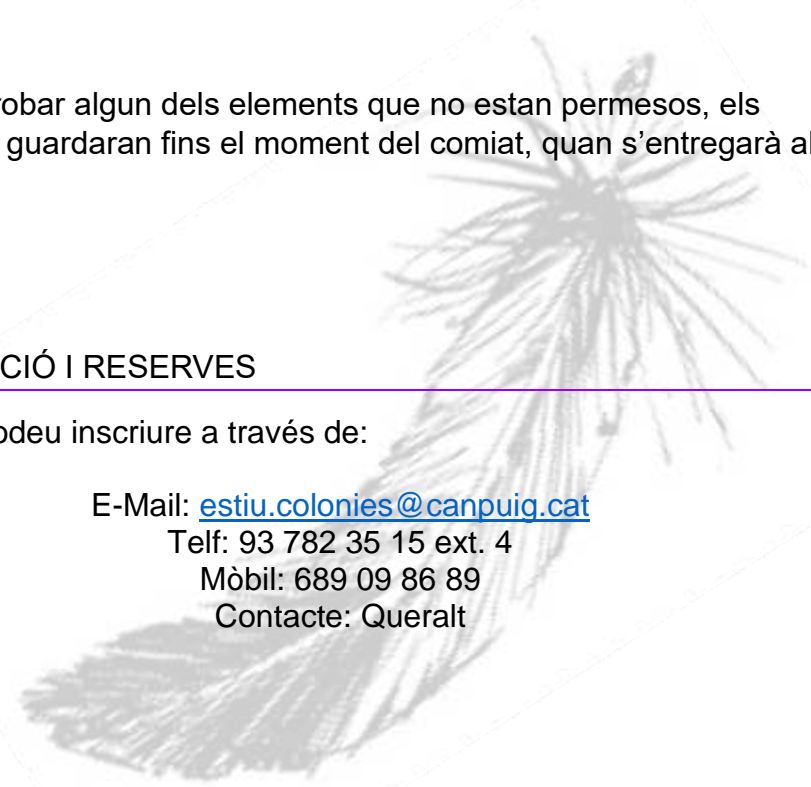 robar algun dels elements que no estan permesos, els
guardaran fins el moment del comiat, quan s’entregarà al
CIÓ I RESERVES
odeu inscriure a través de:
E-Mail: estiu.colonies@canpuig.cat
Telf: 93 782 35 15 ext. 4
Mòbil: 689 09 86 89
Contacte: Queralt